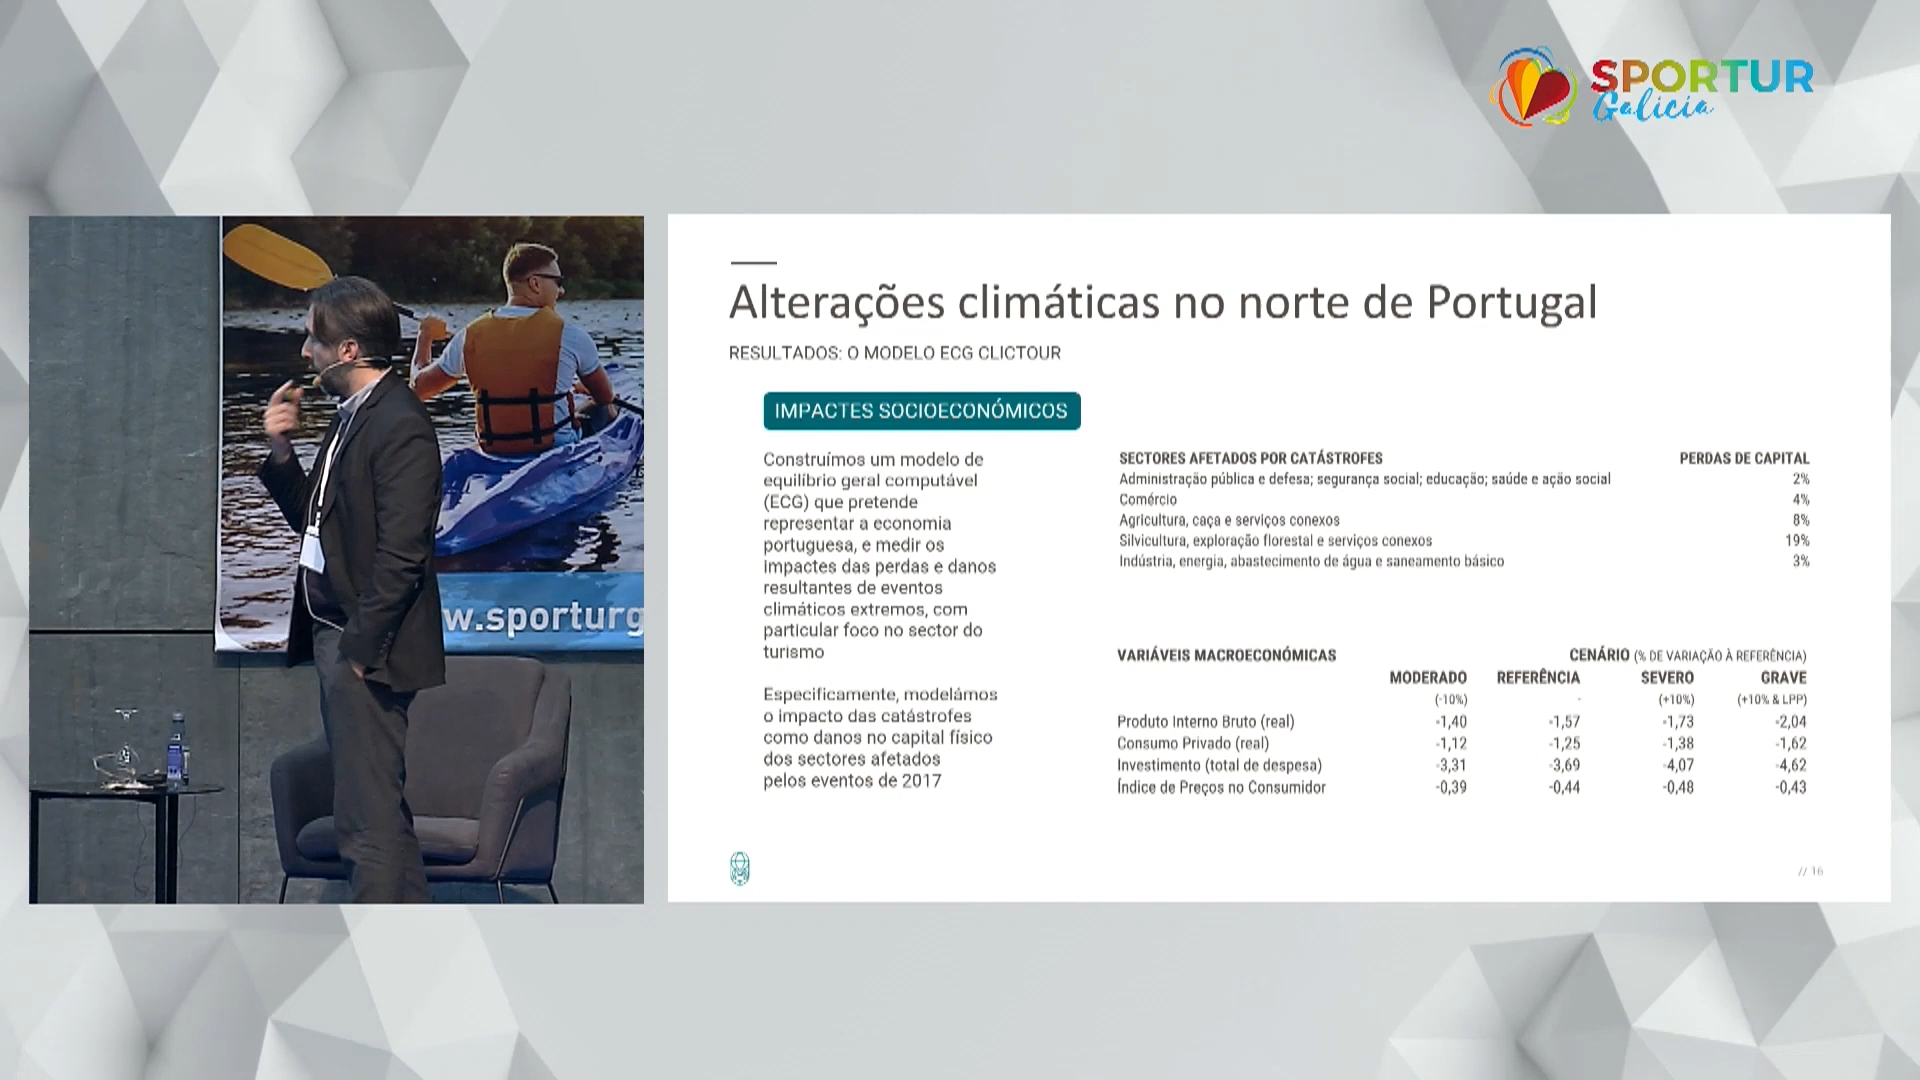 SPORTUR
Galicia
w.sporturg
Alterações climáticas no norte de Portugal
RESULTADOS: O MODELO ECG CLICTOUR
IMPACTES SOCIOECONÓMICOS
Construímos um modelo de
equilíbrio geral computável
(ECG) que pretende
representar a economia
portuguesa, e medir os
impactes das perdas e danos
resultantes de eventos
climáticos extremos, com
particular foco no sector do
turismo
Especificamente, modelámos
o impacto das catástrofes
como danos no capital físico
dos sectores afetados
pelos eventos de 2017
SECTORES AFETADOS POR CATÁSTROFES PERDAS DE CAPITAL
Administração pública e defesa; segurança social; educação; saúde e ação social 2%
Comércio 4%
Agricultura, caça e serviços conexos 8%
Silvicultura, exploração florestal e serviços conexos 19%
Indústria, energia, abastecimento de água e saneamento básico 3%
VARIÁVEIS MACROECONÓMICAS CENÁRIO (% DE VARIAÇÃO À REFERÊNCIA)
MODERADO REFERÊNCIA SEVERO GRAVE
(-10%) - (+10%) (+10% & LPP)
Produto Interno Bruto (real) -1,40 -1,57 -1,73 -2,04
Consumo Privado (real) -1,12 -1,25 -1,38 -1,62
Investimento (total de despesa) -3,31 -3,69 -4,07 -4,62
Índice de Preços no Consumidor -0,39 -0,44 -0,48 -0,43
// 16